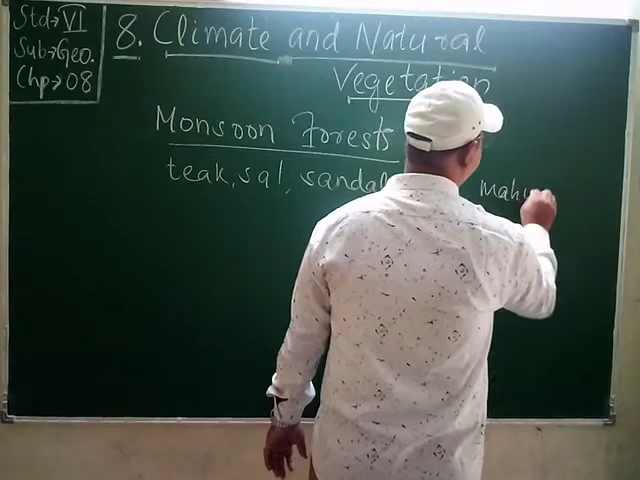 Std→VI
Sub→Geo.
Chp→08
8. Climate and Natural
Vegetation
Monsoon Forests
teak, sal, sandal